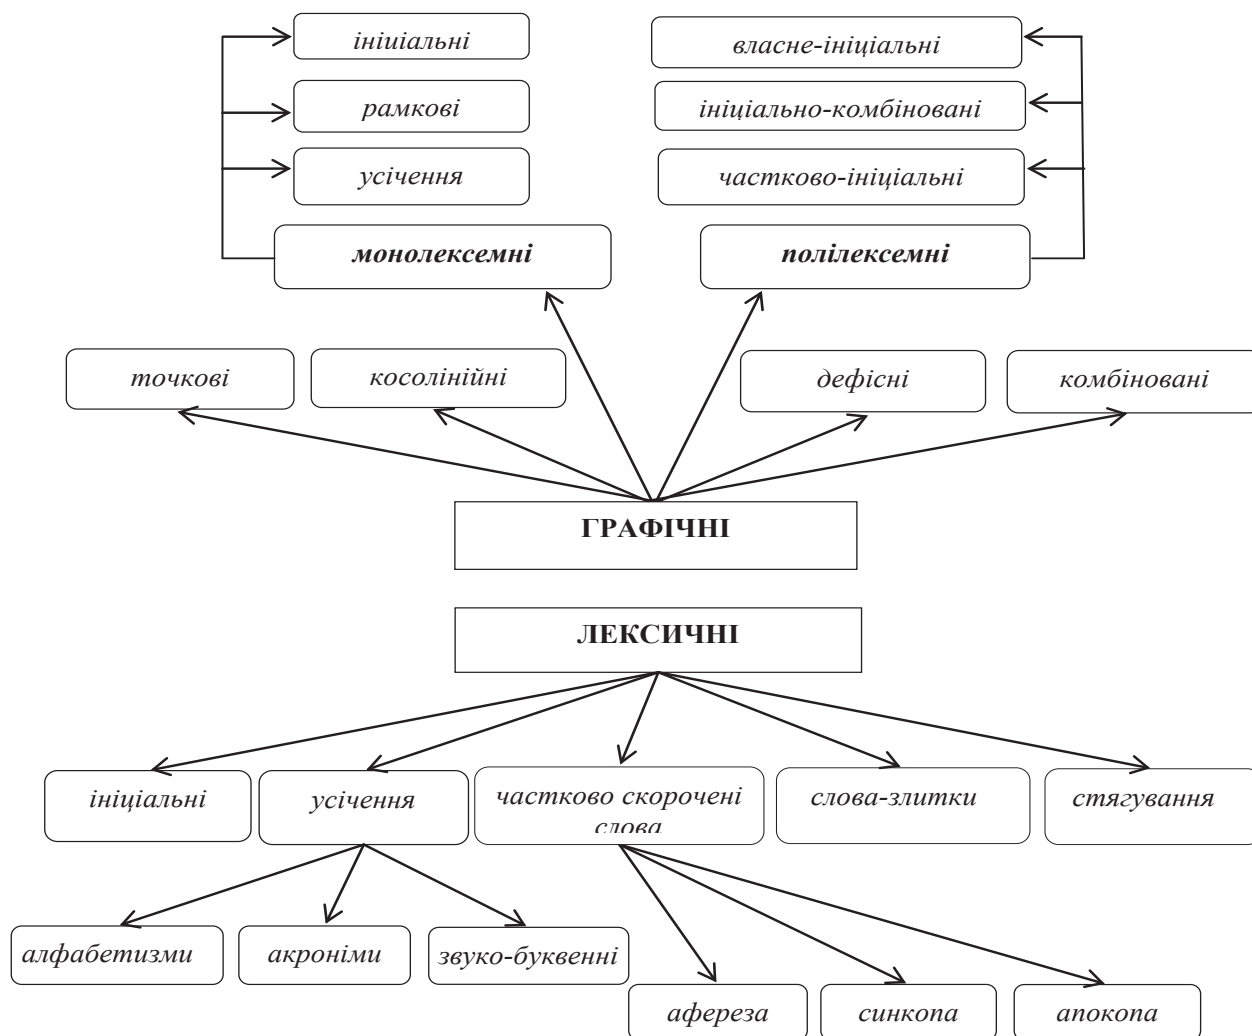 ініціальні
власне-ініціальні
рамкові
ініціально-комбіновані
усічення
частково-ініціальні
монолексемні
полілексемні
точкові
косолінійні
дефісні
комбіновані
ГРАФІЧНІ
ЛЕКСИЧНІ
ініціальні
усічення
частково скорочені
слова
слова-злитки
стягування
алфабетизми
акроніми
звуко-буквенні
афереза
синкопа
апокопа